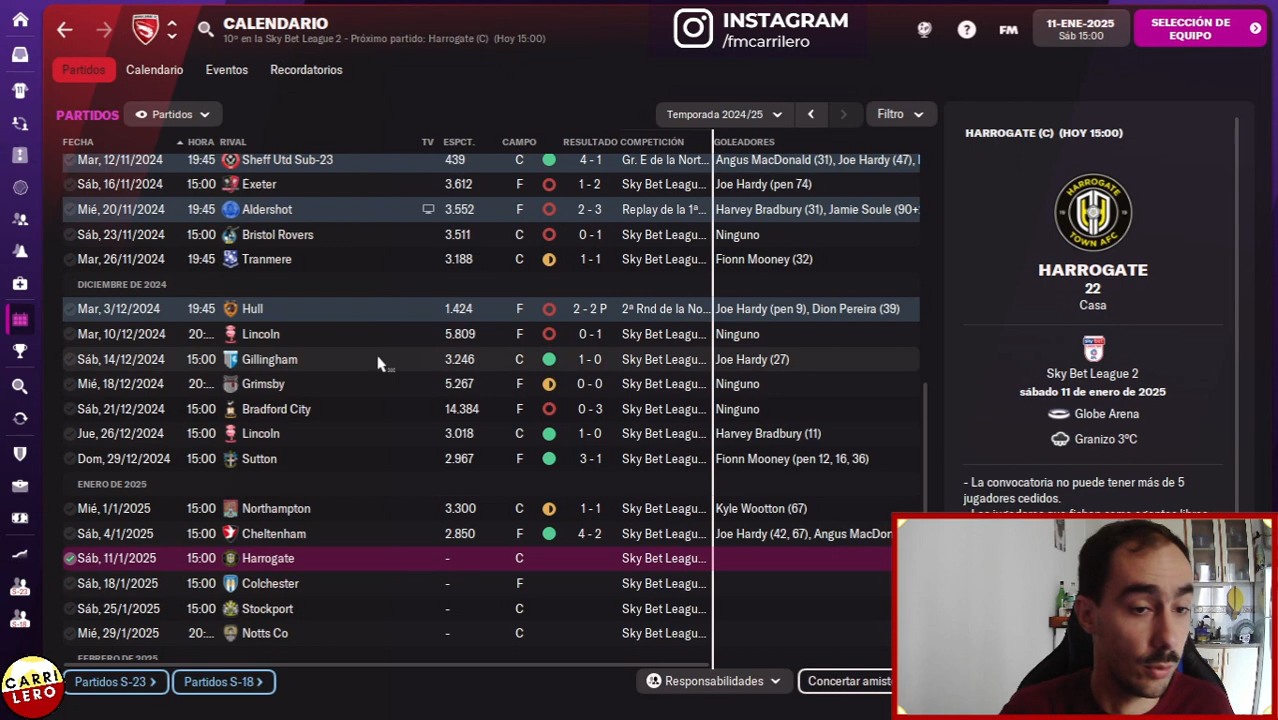 CALENDARIO
10º en la Sky Bet League 2 - Próximo partido: Harrogate (C) (Hoy 15:00)
INSTAGRAM
/fmcarrilero
FM
11-ENE-2025
Sáb 15:00
SELECCIÓN DE EQUIPO
Partidos Calendario Eventos Recordatorios
PARTIDOS Partidos Temporada 2024/25 Filtro
FECHA HORA RIVAL TV ESPCT. CAMPO RESULTADO COMPETICIÓN GOLEADORES
Mar, 12/11/2024 19:45 Sheff Utd Sub-23 439 C 4 - 1 Gr. E de la Nort... Angus MacDonald (31), Joe Hardy (47),
Sáb, 16/11/2024 15:00 Exeter 3.612 F 1 - 2 Sky Bet Leagu... Joe Hardy (pen 74)
Mié, 20/11/2024 19:45 Aldershot 3.552 F 2 - 3 Replay de la 1ª... Harvey Bradbury (31), Jamie Soule (90+
Sáb, 23/11/2024 15:00 Bristol Rovers 3.511 C 0 - 1 Sky Bet Leagu... Ninguno
Mar, 26/11/2024 19:45 Tranmere 3.188 C 1 - 1 Sky Bet Leagu... Fionn Mooney (32)
DICIEMBRE DE 2024
Mar, 3/12/2024 19:45 Hull 1.424 F 2 - 2 P 2ª Rnd de la No... Joe Hardy (pen 9), Dion Pereira (39)
Mar, 10/12/2024 20:... Lincoln 5.809 F 0 - 1 Sky Bet Leagu... Ninguno
Sáb, 14/12/2024 15:00 Gillingham 3.246 C 1 - 0 Sky Bet Leagu... Joe Hardy (27)
Mié, 18/12/2024 20:... Grimsby 5.267 F 0 - 0 Sky Bet Leagu... Ninguno
Sáb, 21/12/2024 15:00 Bradford City 14.384 F 0 - 3 Sky Bet Leagu... Ninguno
Jue, 26/12/2024 15:00 Lincoln 3.018 C 1 - 0 Sky Bet Leagu... Harvey Bradbury (11)
Dom, 29/12/2024 15:00 Sutton 2.967 F 3 - 1 Sky Bet Leagu... Fionn Mooney (pen 12, 16, 36)
ENERO DE 2025
Mié, 1/1/2025 15:00 Northampton 3.300 C 1 - 1 Sky Bet Leagu... Kyle Wootton (67)
Sáb, 4/1/2025 15:00 Cheltenham 2.850 F 4 - 2 Sky Bet Leagu... Joe Hardy (42, 67), Angus MacDon
Sáb, 11/1/2025 15:00 Harrogate - C Sky Bet Leagu...
Sáb, 18/1/2025 15:00 Colchester - F Sky Bet Leagu...
Sáb, 25/1/2025 15:00 Stockport - C Sky Bet Leagu...
Mié, 29/1/2025 20:... Notts Co - C Sky Bet Leagu...
FEBRERO DE 2025
Partidos S-23 Partidos S-18 Responsabilidades Concertar amist
HARROGATE (C) (HOY 15:00)
HARROGATE
TOWN AFC
HARROGATE
22
Casa
Sky Bet League 2
sábado 11 de enero de 2025
Globe Arena
Granizo 3ºC
- La convocatoria no puede tener más de 5
jugadores cedidos.
S-23
S-18
CARRI
LERO